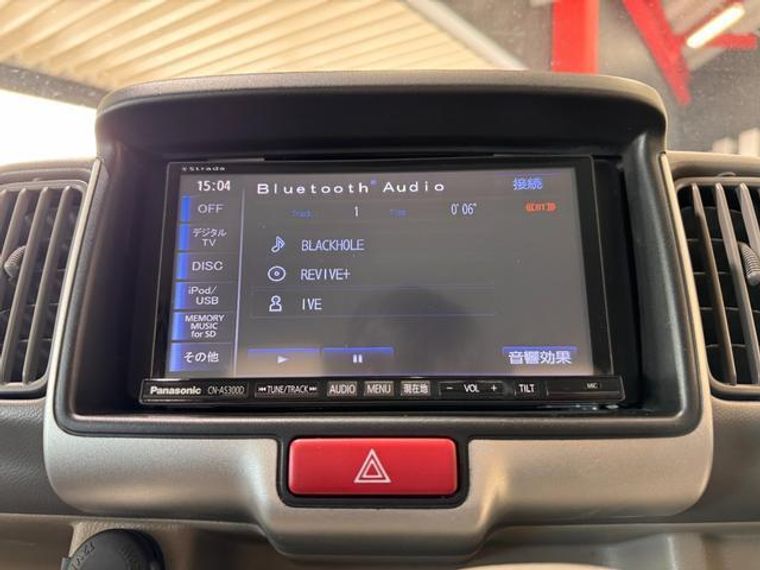 Strada
15:04
Bluetooth® Audio
接続
OFF
Track 1 Time 0'06"
デジタル
TV
BLACKHOLE
DISC
REVIVE+
iPod/
USB
IVE
MEMORY
MUSIC
for SD
その他
音響効果
Panasonic CN-AS300D TUNE/TRACK AUDIO MENU 現在地 - VOL + TILT MIC